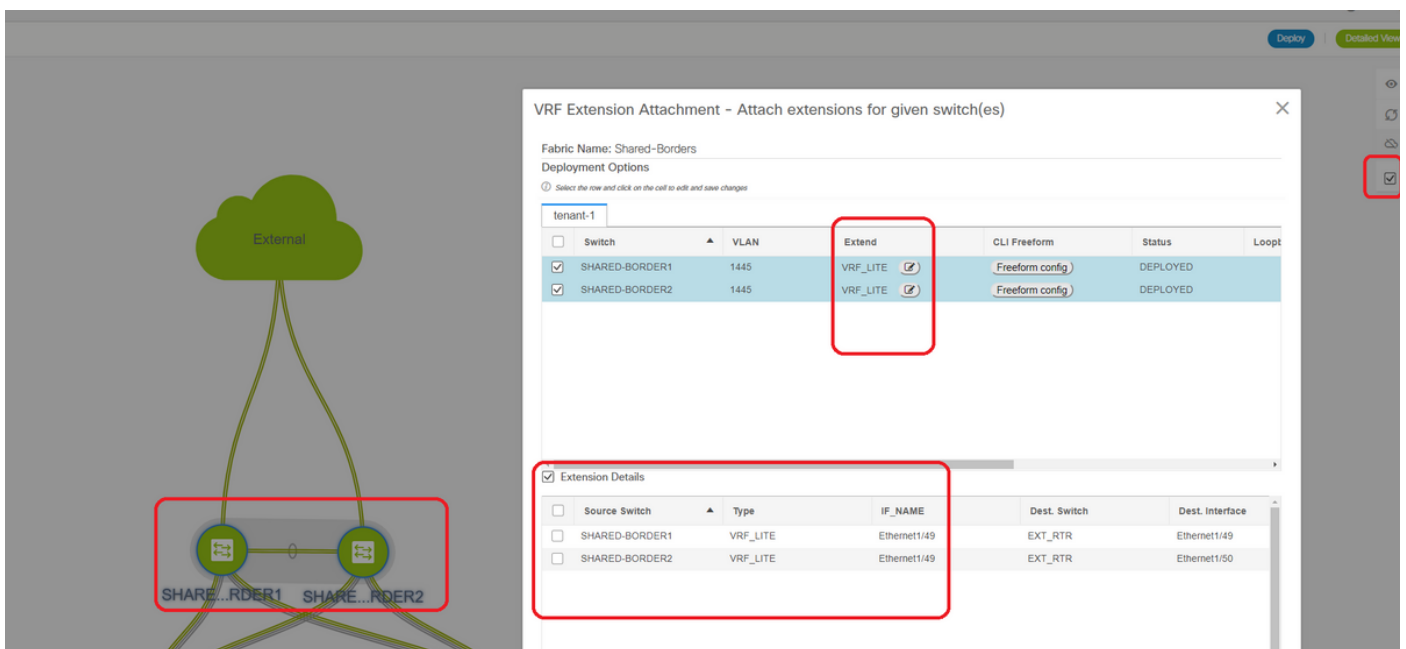 Deploy
Detailed View
VRF Extension Attachment - Attach extensions for given switch(es)
Fabric Name: Shared-Borders
Deployment Options
Select the row and click on the cell to edit and save changes
tenant-1
Switch VLAN Extend CLI Freeform Status Loopb
SHARED-BORDER1 1445 VRF_LITE Freeform config DEPLOYED
SHARED-BORDER2 1445 VRF_LITE Freeform config DEPLOYED
Extension Details
Source Switch Type IF_NAME Dest. Switch Dest. Interface
SHARED-BORDER1 VRF_LITE Ethernet1/49 EXT_RTR Ethernet1/49
SHARED-BORDER2 VRF_LITE Ethernet1/49 EXT_RTR Ethernet1/50
External
SHARE...RDER1 SHARE...RDER2